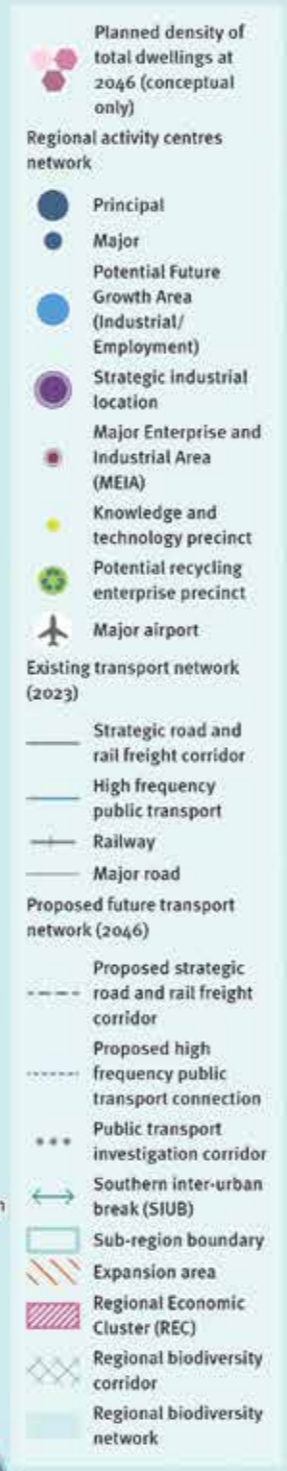 Planned density of
total dwellings at
2046 (conceptual
only)
Regional activity centres
network
Principal
Major
Potential Future
Growth Area
(Industrial/
Employment)
Strategic industrial
location
Major Enterprise and
Industrial Area
(MEIA)
Knowledge and
technology precinct
Potential recycling
enterprise precinct
Major airport
Existing transport network
(2023)
Strategic road and
rail freight corridor
High frequency
public transport
Railway
Major road
Proposed future transport
network (2046)
Proposed strategic
road and rail freight
corridor
Proposed high
frequency public
transport connection
Public transport
investigation corridor
Southern inter-urban
break (SIUB)
Sub-region boundary
Expansion area
Regional Economic
Cluster (REC)
Regional biodiversity
corridor
Regional biodiversity
network